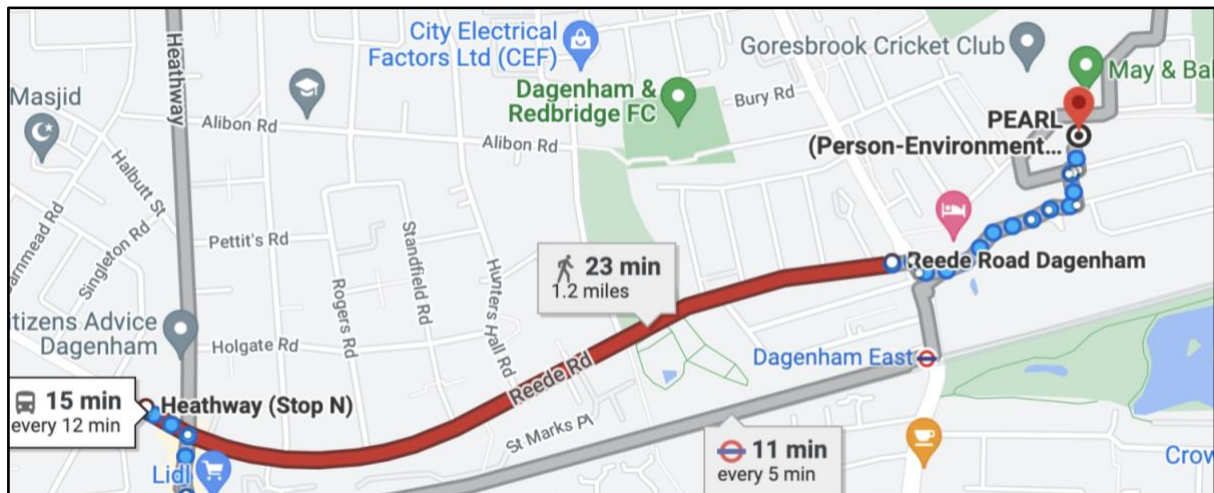 City Electrical
Factors Ltd (CEF)
Goresbrook Cricket Club
May & Bal
Heathway
Masjid
Alibon Rd
Dagenham &
Redbridge FC
Bury Rd
PEARL
(Person-Environment...
Alibon Rd
Halbutt St
Singleton Rd
Pettit's Rd
Standfield Rd
Hunters Hall Rd
Rogers Rd
23 min
1.2 miles
Reede Road Dagenham
itizens Advice
Dagenham
Holgate Rd
Reede Rd
Dagenham East
15 min
every 12 min
Heathway (Stop N)
St Marks Pl
11 min
every 5 min
Lidl
Crow